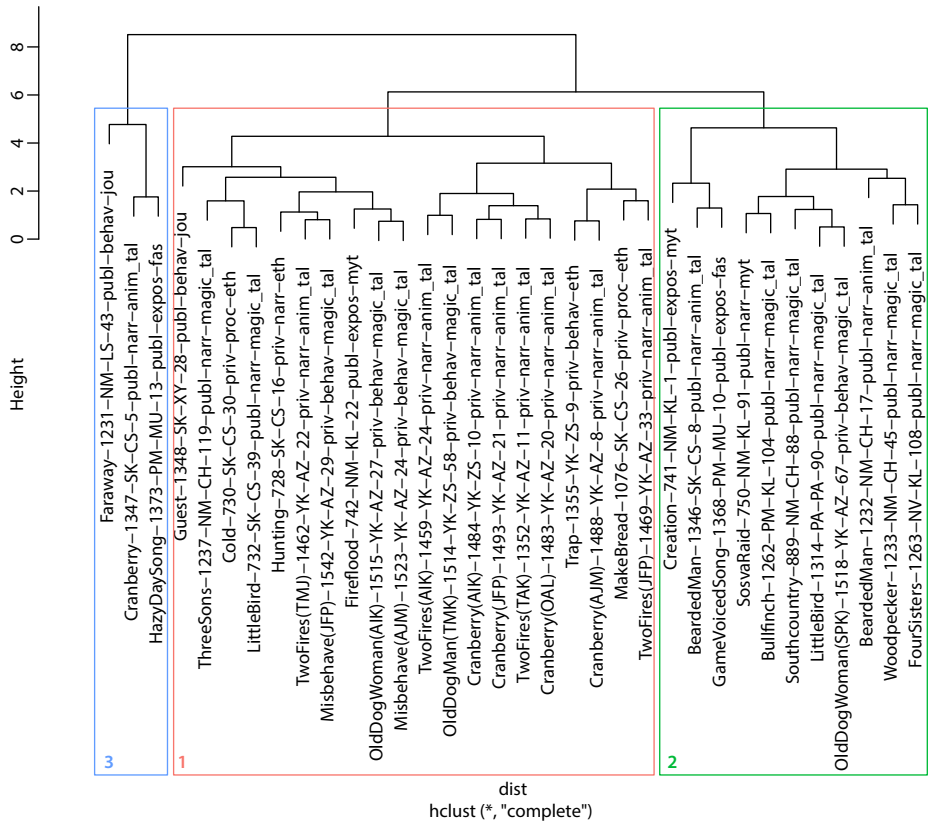 8
6
4
2
0
Height
Faraway−1231−NM−LS−43−publ−behav−jou
Cranberry−1347−SK−CS−5−publ−narr−anim_tal
HazyDaySong−1373−PM−MU−13−publ−expos−fas
Guest−1348−SK−XY−28−publ−behav−jou
ThreeSons−1237−NM−CH−119−publ−narr−magic_tal
Cold−730−SK−CS−30−priv−proc−eth
LittleBird−732−SK−CS−39−publ−narr−magic_tal
Hunting−728−SK−CS−16−priv−narr−eth
TwoFires(TMJ)−1462−YK−AZ−22−priv−anim_tal
Misbehave(JFP)−1542−YK−AZ−29−priv−behav−magic_tal
Fireflood−742−NM−KL−22−publ−expos−myt
OldDogWoman(AIK)−1515−YK−AZ−27−priv−behav−magic_tal
Misbehave(AJM)−1523−YK−AZ−24−priv−behav−magic_tal
TwoFires(AIK)−1459−YK−AZ−24−priv−narr−anim_tal
OldDogMan(TMK)−1514−YK−ZS−58−priv−behav−magic_tal
Cranberry(AIK)−1484−YK−ZS−10−priv−narr−anim_tal
Cranberry(JFP)−1493−YK−AZ−21−priv−narr−anim_tal
TwoFires(TAK)−1352−YK−AZ−11−priv−narr−anim_tal
Cranberry(OAL)−1483−YK−AZ−20−priv−narr−anim_tal
Trap−1355−YK−ZS−9−priv−behav−eth
Cranberry(AJM)−1488−YK−AZ−8−priv−narr−anim_tal
MakeBread−1076−SK−CS−26−priv−proc−eth
TwoFires(JFP)−1469−YK−AZ−33−priv−narr−anim_tal
Creation−741−NM−KL−1−publ−expos−myt
BeardedMan−1346−SK−CS−8−publ−narr−anim_tal
GameVoicedSong−1368−PM−MU−10−publ−expos−fas
SosvaRaid−750−NM−KL−91−publ−narr−myt
Bullfinch−1262−PM−KL−104−publ−narr−magic_tal
Southcountry−889−NM−CH−88−publ−narr−magic_tal
LittleBird−1314−PA−PA−90−publ−narr−magic_tal
OldDogWoman(SPK)−1518−YK−AZ−67−priv−behav−magic_tal
BeardedMan−1232−NM−CH−17−publ−narr−anim_tal
Woodpecker−1233−NM−CH−45−publ−narr−magic_tal
FourSisters−1263−NV−KL−108−publ−narr−magic_tal
3
1
2
dist
hclust (*, "complete")